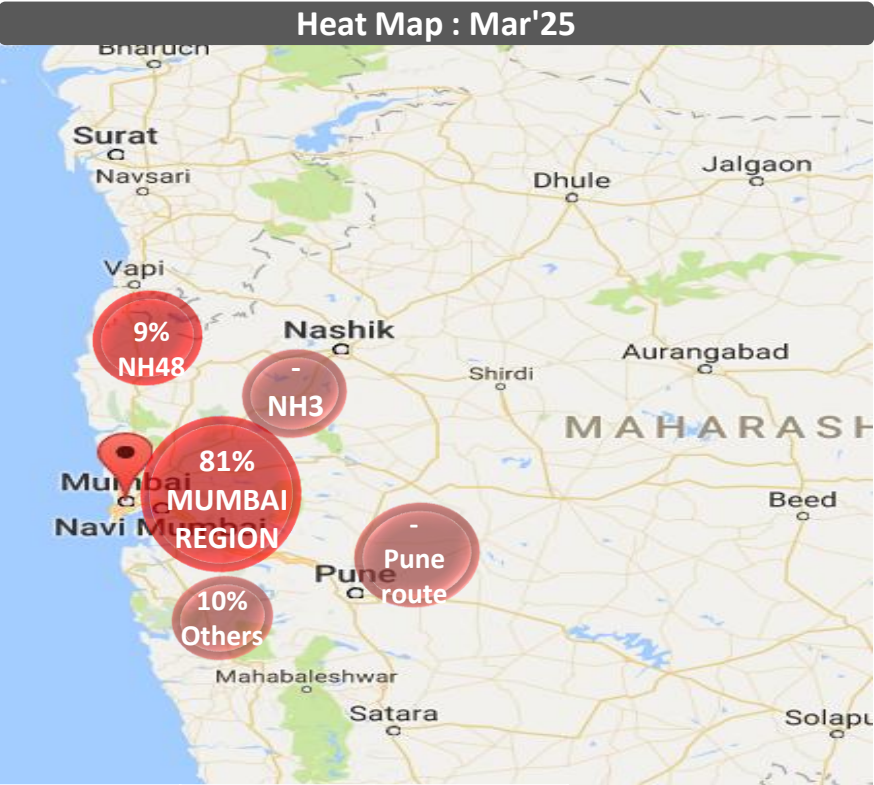 Heat Map : Mar'25
Bharuch
Surat
Navsari
Dhule
Jalgaon
Vapi
9%
NH48
Nashik
Aurangabad
Shirdi
-
NH3
MAHARASH
81%
MUMBAI
REGION
Mumbai
Navi Mumbai
Beed
-
Pune
route
Pune
10%
Others
Mahabaleshwar
Satara
Solapu